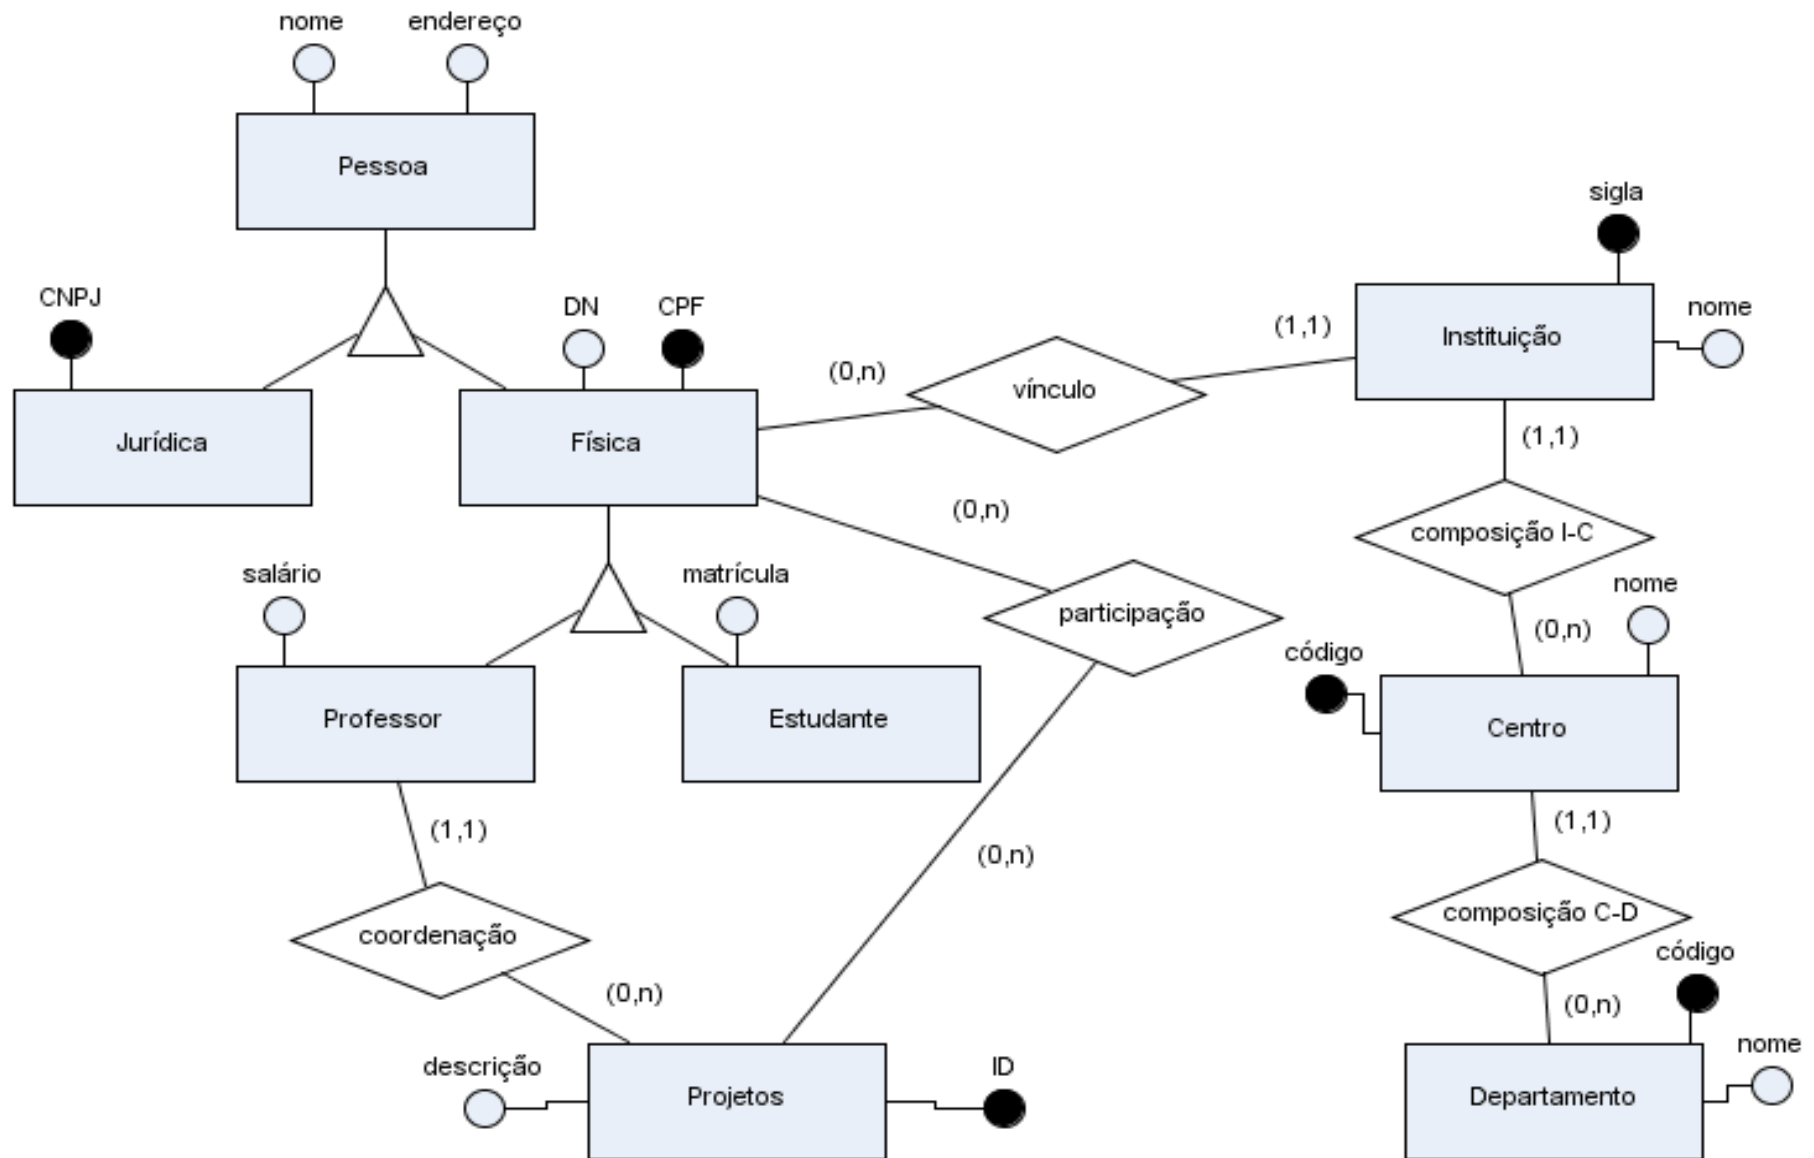 nome
endereço
Pessoa
sigla
CNPJ
DN
CPF
nome
(1,1)
Instituição
(0,n)
vínculo
Jurídica
Física
(1,1)
(0,n)
composição I-C
salário
matrícula
nome
participação
(0,n)
código
Professor
Estudante
Centro
(1,1)
(1,1)
(0,n)
composição C-D
coordenação
código
(0,n)
(0,n)
nome
descrição
ID
Projetos
Departamento